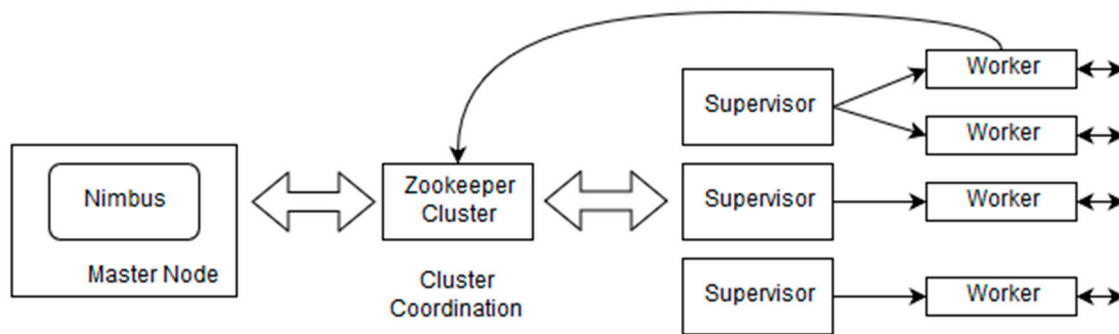 Nimbus
Master Node
Zookeeper
Cluster
Cluster
Coordination
Supervisor
Supervisor
Supervisor
Worker
Worker
Worker
Worker